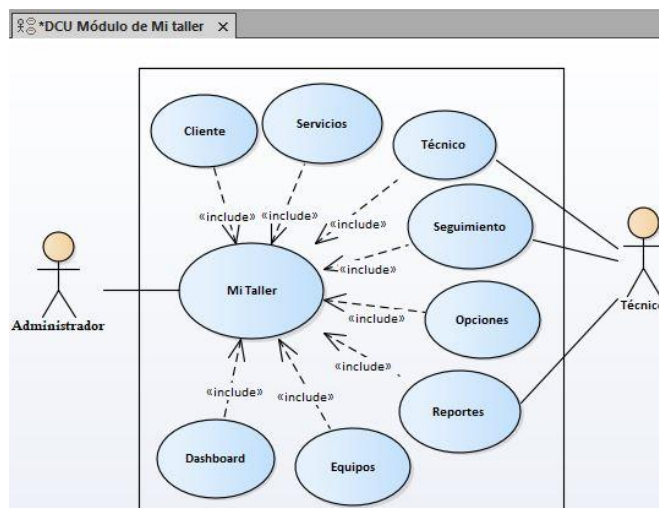 *DCU Módulo de Mi taller X
Cliente
Servicios
Técnico
«include»
«include»
«include»
Seguimiento
«include»
Mi Taller
Administrador
Técnico
Opciones
«include»
«include»
Reportes
«include»
«include»
Dashboard
Equipos